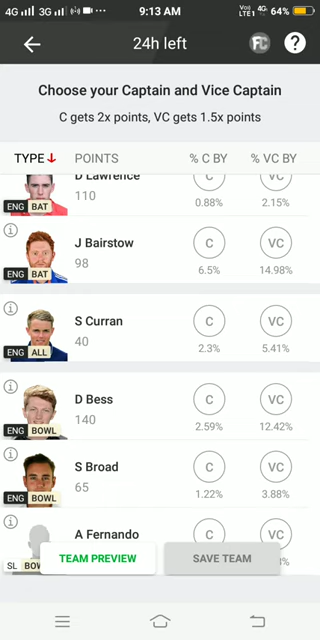 4G 3G 9:13 AM VoI) LTE1 4G 64%
24h left
FC ?
Choose your Captain and Vice Captain
C gets 2x points, VC gets 1.5x points
TYPE POINTS % C BY % VC BY
D Lawrence C VC
110
ENG BAT 0.88% 2.15%
i J Bairstow C VC
98
ENG BAT 6.5% 14.98%
i S Curran C VC
40
ENG ALL 2.3% 5.41%
i D Bess C VC
140
ENG BOWL 2.59% 12.42%
i S Broad C VC
65
ENG BOWL 1.22% 3.88%
i A Fernando C VC
SL TEAM PREVIEW SAVE TEAM